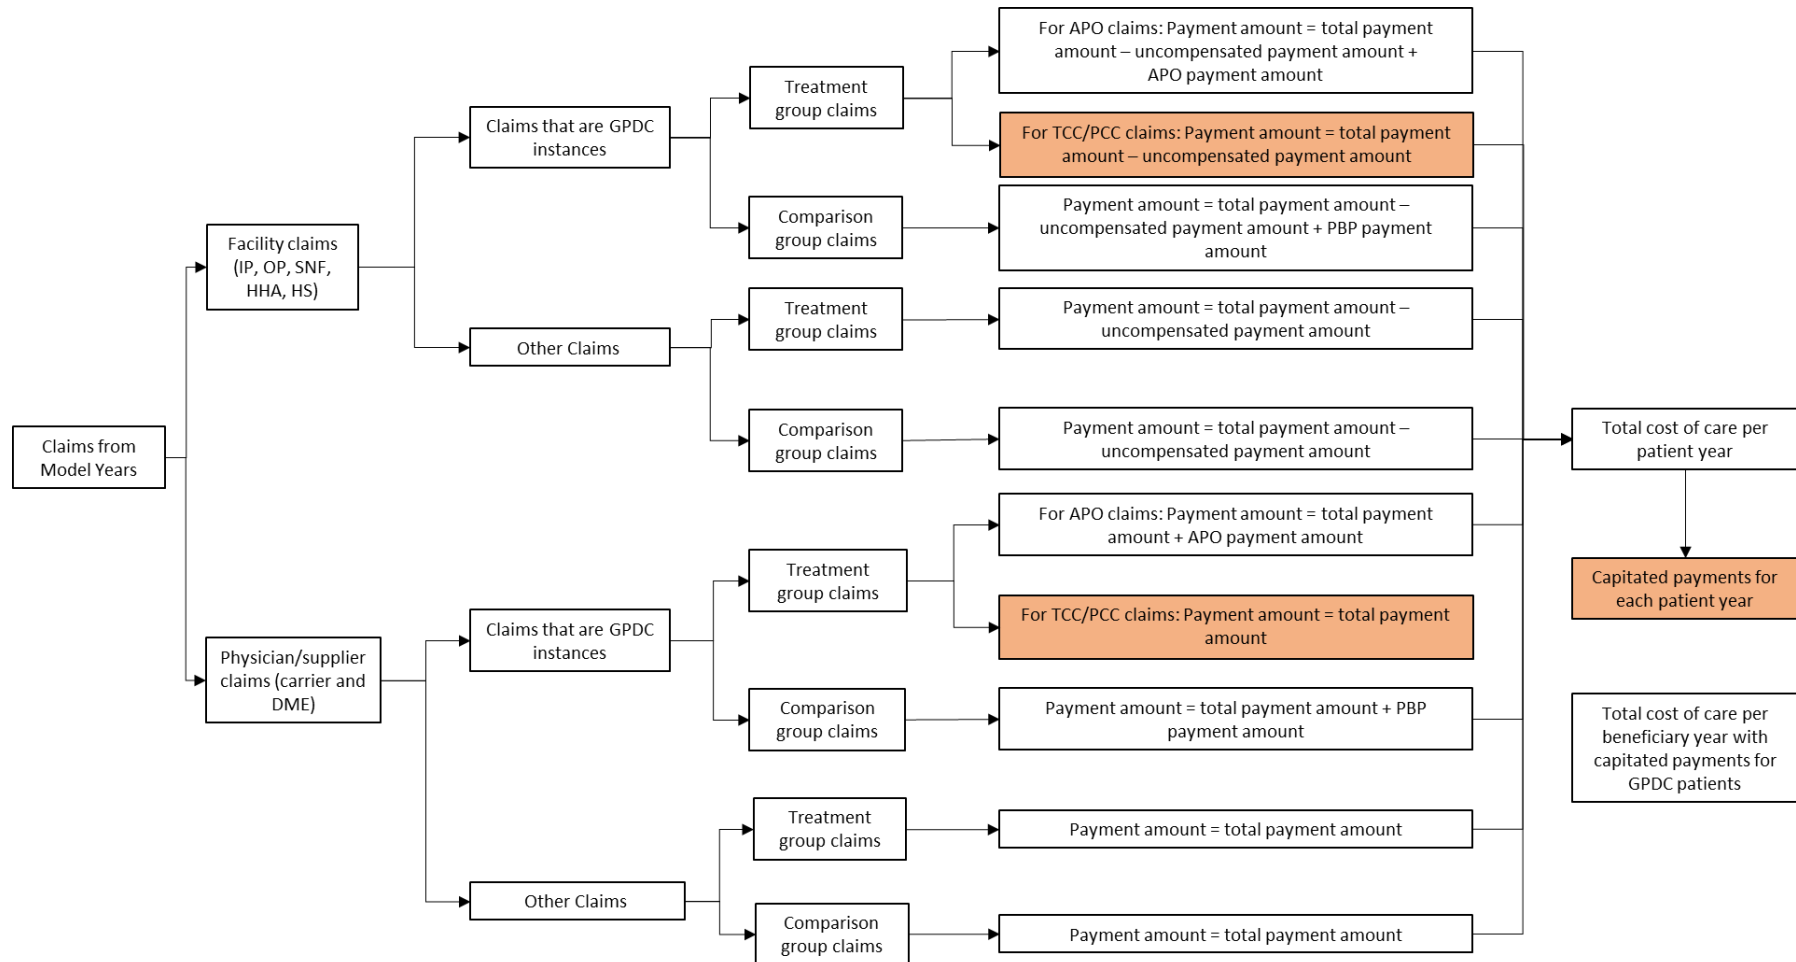 Claims from
Model Years
Facility claims
(IP, OP, SNF,
HHA, HS)
Physician/supplier
claims (carrier and
DME)
Claims that are GPDC
instances
Other Claims
Claims that are GPDC
instances
Other Claims
Treatment
group claims
Comparison
group claims
Treatment
group claims
Comparison
group claims
Treatment
group claims
Comparison
group claims
Treatment
group claims
Comparison
group claims
For APO claims: Payment amount = total payment
amount – uncompensated payment amount +
APO payment amount
For TCC/PCC claims: Payment amount = total payment
amount – uncompensated payment amount
Payment amount = total payment amount –
uncompensated payment amount + PBP payment
amount
Payment amount = total payment amount –
uncompensated payment amount
Payment amount = total payment amount –
uncompensated payment amount
For APO claims: Payment amount = total payment
amount + APO payment amount
For TCC/PCC claims: Payment amount = total payment
amount
Payment amount = total payment amount + PBP
payment amount
Payment amount = total payment amount
Payment amount = total payment amount
Total cost of care per
patient year
Capitated payments for
each patient year
Total cost of care per
beneficiary year with
capitated payments for
GPDC patients